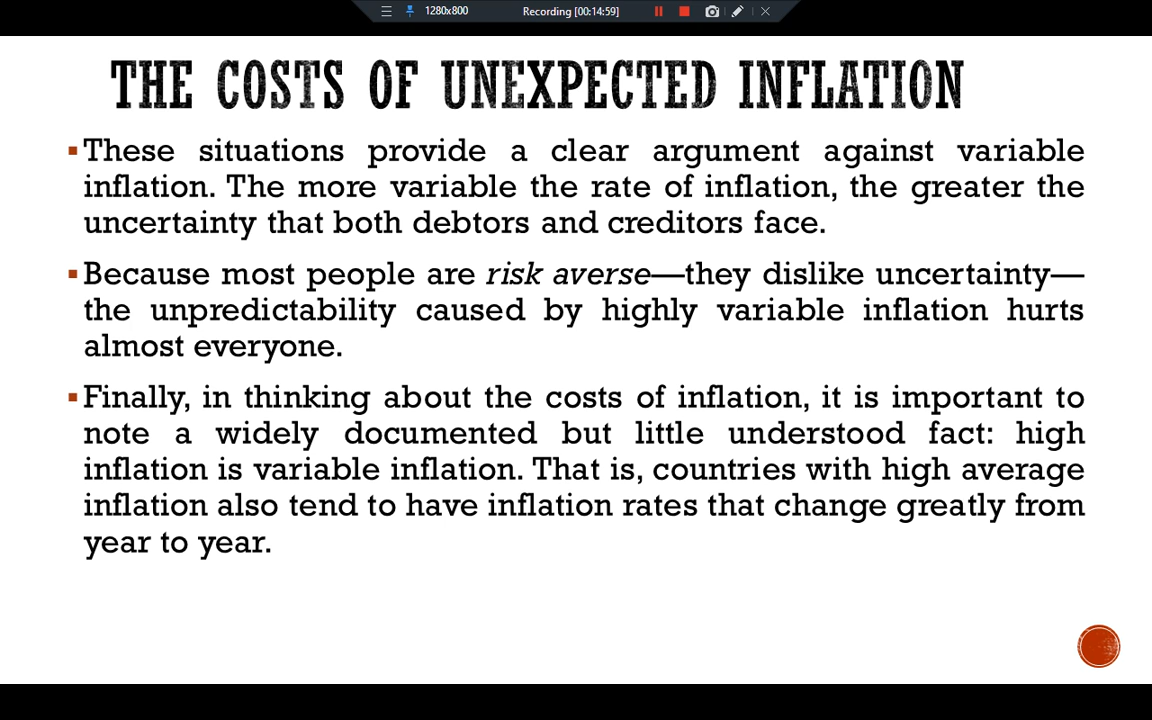 1280x800 Recording [00:14:59]
THE COSTS OF UNEXPECTED INFLATION
▪These situations provide a clear argument against variable
inflation. The more variable the rate of inflation, the greater the
uncertainty that both debtors and creditors face.
▪Because most people are risk averse—they dislike uncertainty—
the unpredictability caused by highly variable inflation hurts
almost everyone.
▪Finally, in thinking about the costs of inflation, it is important to
note a widely documented but little understood fact: high
inflation is variable inflation. That is, countries with high average
inflation also tend to have inflation rates that change greatly from
year to year.